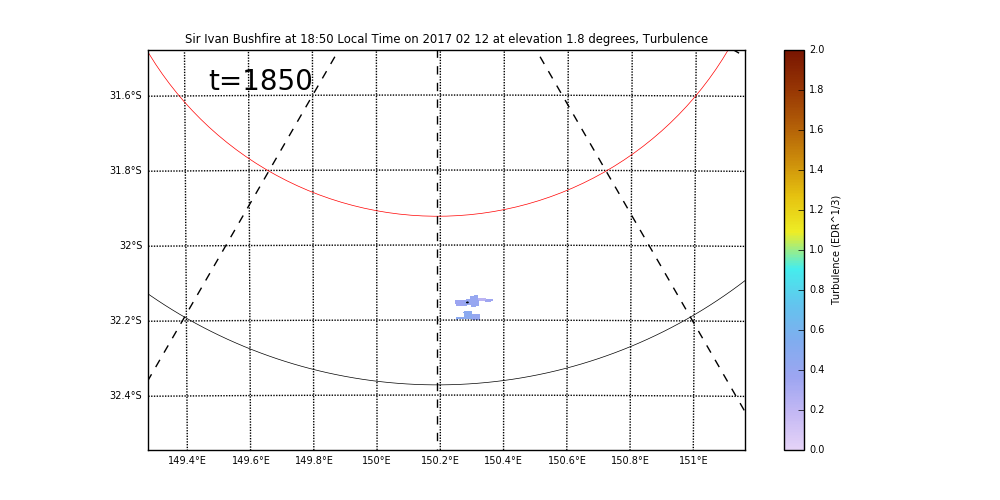 Sir Ivan Bushfire at 18:50 Local Time on 2017 02 12 at elevation 1.8 degrees, Turbulence
t=1850
31.6°S
31.8°S
32°S
32.2°S
32.4°S
149.4°E 149.6°E 149.8°E 150°E 150.2°E 150.4°E 150.6°E 150.8°E 151°E
2.0
1.8
1.6
1.4
1.2
1.0
0.8
0.6
0.4
0.2
0.0
Turbulence (EDR^1/3)